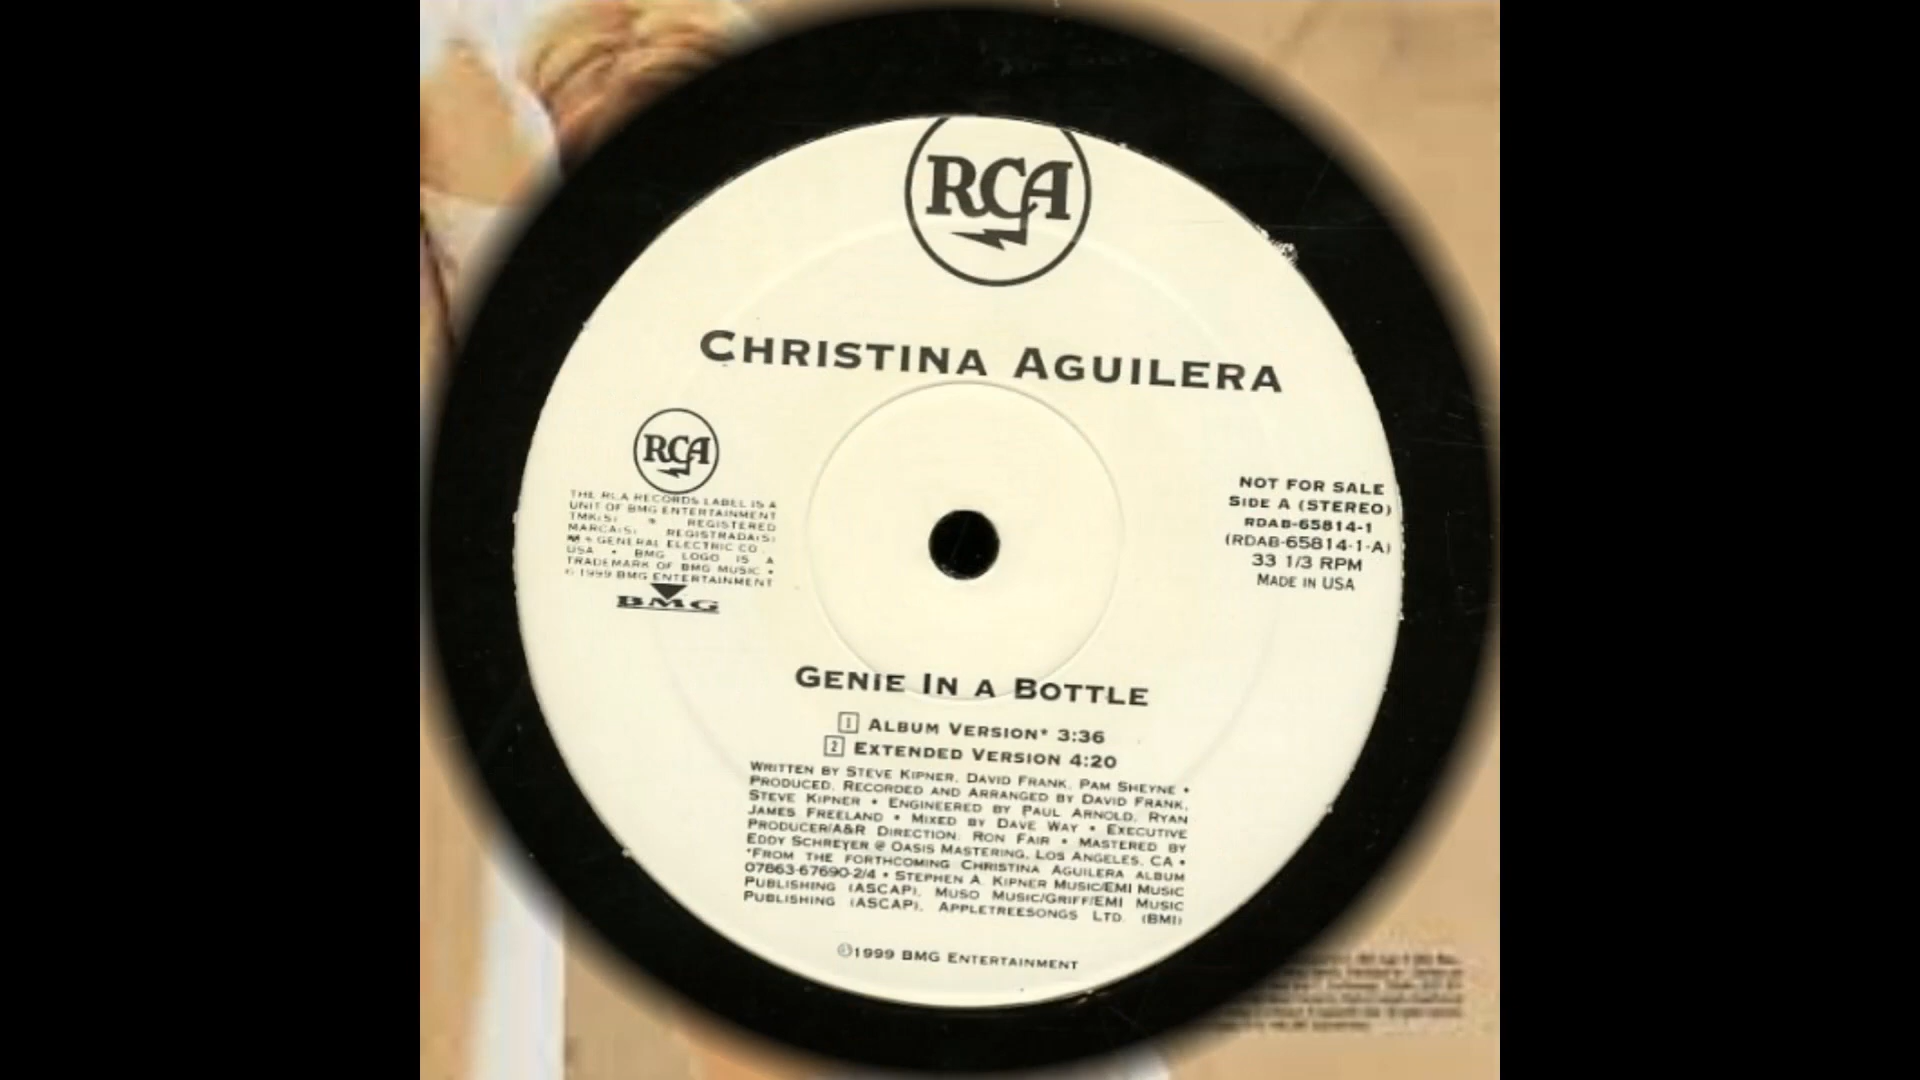 RCA
CHRISTINA AGUILERA
RCA
THE RCA RECORDS LABEL IS A
UNIT OF BMG ENTERTAINMENT
TMK(S) ® REGISTERED
MARCA(S) REGISTRADA(S)
GENERAL ELECTRIC CO.,
USA • BMG LOGO IS A
TRADEMARK OF BMG MUSIC •
© 1999 BMG ENTERTAINMENT
BMG
NOT FOR SALE
SIDE A (STEREO)
RDAB-65814-1
(RDAB-65814-1-A)
33 1/3 RPM
MADE IN USA
GENIE IN A BOTTLE
1 ALBUM VERSION* 3:36
2 EXTENDED VERSION 4:20
WRITTEN BY STEVE KIPNER, DAVID FRANK, PAM SHEYNE •
PRODUCED, RECORDED AND ARRANGED BY DAVID FRANK,
STEVE KIPNER • ENGINEERED BY PAUL ARNOLD, RYAN
JAMES FREELAND • MIXED BY DAVE WAY • EXECUTIVE
PRODUCER/A&R DIRECTION: RON FAIR • MASTERED BY
EDDY SCHREYER @ OASIS MASTERING, LOS ANGELES, CA •
*FROM THE FORTHCOMING CHRISTINA AGUILERA ALBUM
07863-67690-2/4 • STEPHEN A. KIPNER MUSIC/EMI MUSIC
PUBLISHING (ASCAP), MUSO MUSIC/GRIFF/EMI MUSIC
PUBLISHING (ASCAP), APPLETREESONGS LTD. (BMI)
℗1999 BMG ENTERTAINMENT